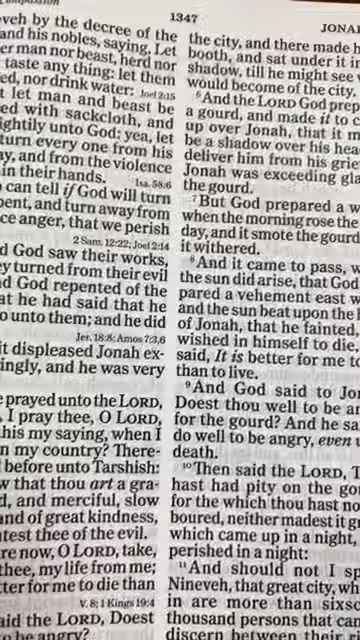 1347
JONA
veh by the decree of the
and his nobles, saying, Let
er man nor beast, herd nor
taste any thing: let them
ed, nor drink water: Joel 2:15
t let man and beast be
ed with sackcloth, and
ightily unto God: yea, let
turn every one from his
ay, and from the violence
in their hands. Isa. 58:6
can tell if God will turn
pent, and turn away from
ce anger, that we perish
2 Sam. 12:22; Joel 2:14
d God saw their works,
ey turned from their evil
nd God repented of the
at he had said that he
o unto them; and he did
Jer. 18:8; Amos 7:3,6
it displeased Jonah ex-
ingly, and he was very
e prayed unto the LORD,
, I pray thee, O LORD,
this my saying, when I
n my country? There-
before unto Tarshish:
w that thou art a gra-
d, and merciful, slow
and of great kindness,
ntest thee of the evil.
re now, O LORD, take,
thee, my life from me;
tter for me to die than
V. 8; 1 Kings 19:4
aid the LORD, Doest
o be angry?
the city, and there made h
booth, and sat under it in
shadow, till he might see w
would become of the city.
6And the LORD God prep
a gourd, and made it to c
up over Jonah, that it m
be a shadow over his hea
deliver him from his grie
Jonah was exceeding gla
the gourd.
7But God prepared a w
when the morning rose the
day, and it smote the gourd
it withered.
8And it came to pass, w
the sun did arise, that God
pared a vehement east w
and the sun beat upon the h
of Jonah, that he fainted,
wished in himself to die,
said, It is better for me to
than to live.
9And God said to Jo
Doest thou well to be an
for the gourd? And he sa
do well to be angry, even u
death.
10Then said the LORD, T
hast had pity on the go
for the which thou hast no
boured, neither madest it g
which came up in a night,
perished in a night:
11And should not I sp
Nineveh, that great city, wh
in are more than sixsc
thousand persons that ca
discern between their